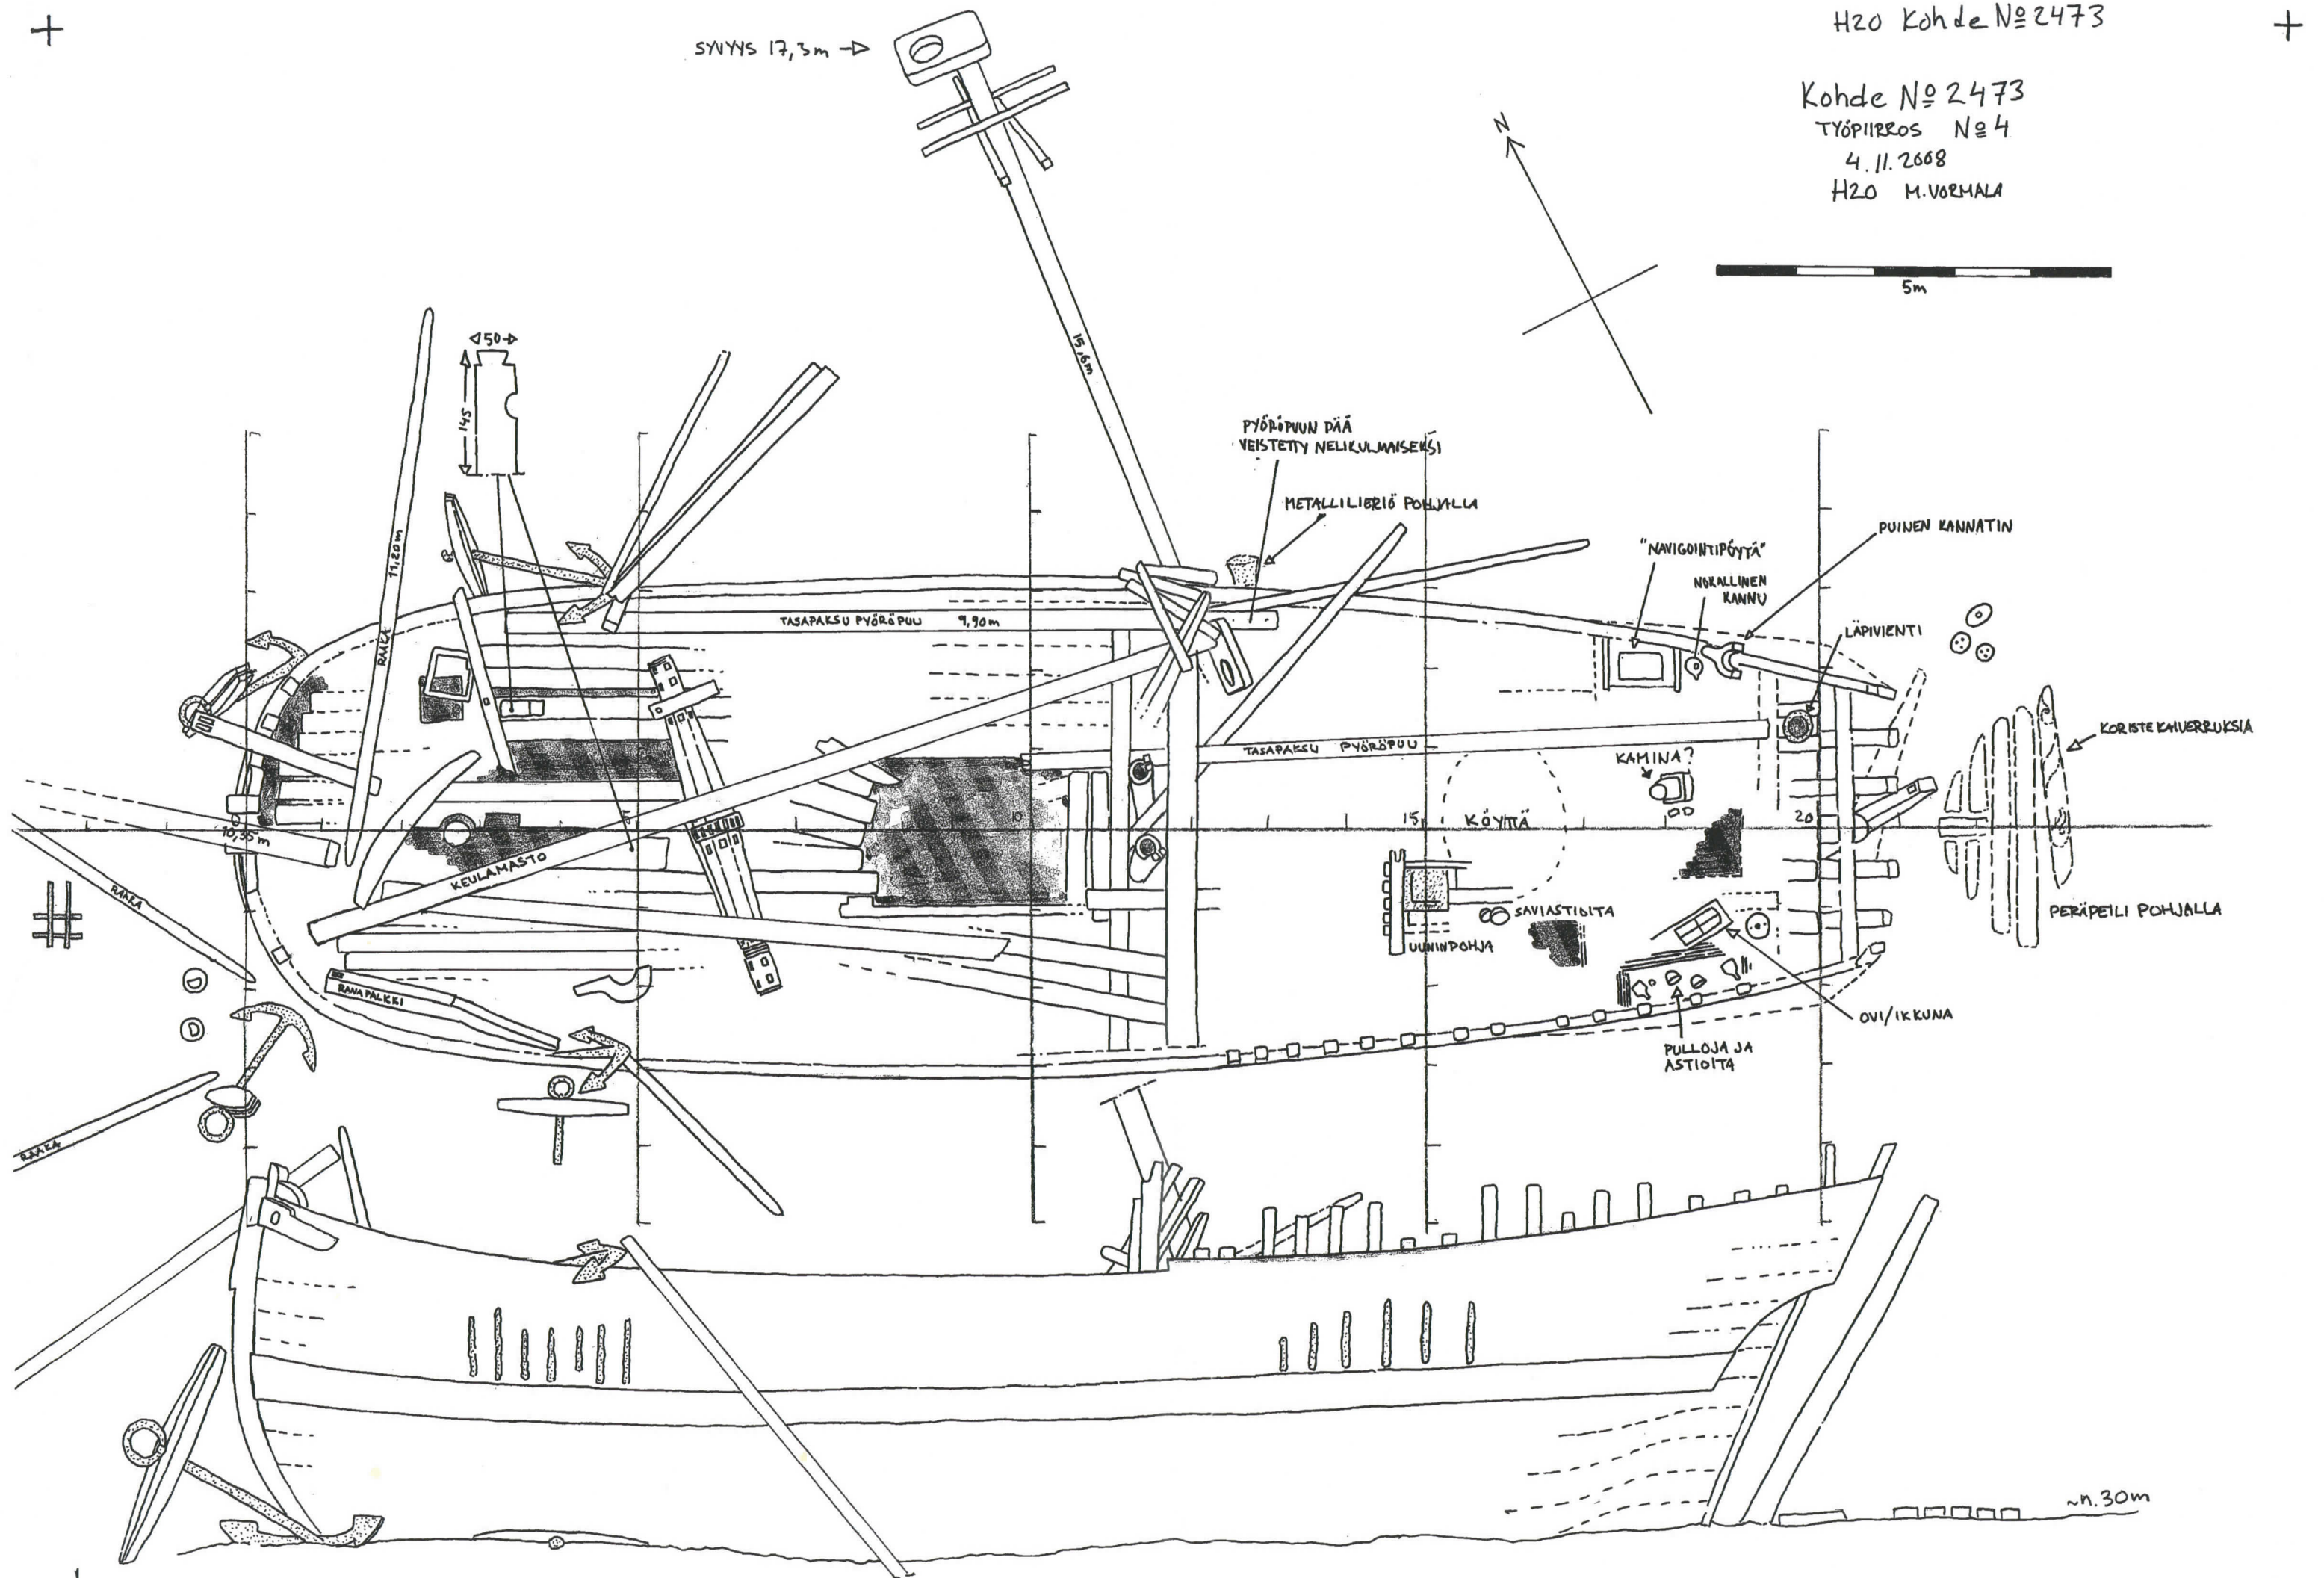 H2O Kohde № 2473
Kohde № 2473
TYÖPIIRROS № 4
4.11.2008
H2O M.VORMALA
SYVYYS 17,3m
N
5m
15,6m
50
145
11,20m
RAAKA
PYÖRÖPUUN PÄÄ
VEISTETTY NELIKULMAISEKSI
METALLILIERIÖ POHJALLA
"NAVIGOINTIPÖYTÄ"
NOKALLINEN
KANNU
PUINEN KANNATIN
LÄPIVIENTI
TASAPAKSU PYÖRÖPUU 9,90m
TASAPAKSU PYÖRÖPUU
KAMINA?
KORISTEKAIVERRUKSIA
0
10,35m
10
15
KÖYTTÄ
20
KEULAMASTO
RAAKA
SAVIASTIOITA
UUNINPOHJA
PERÄPEILI POHJALLA
RANAPALKKI
OVI/IKKUNA
PULLOJA JA
ASTIOITA
RAAKA
~n.30m